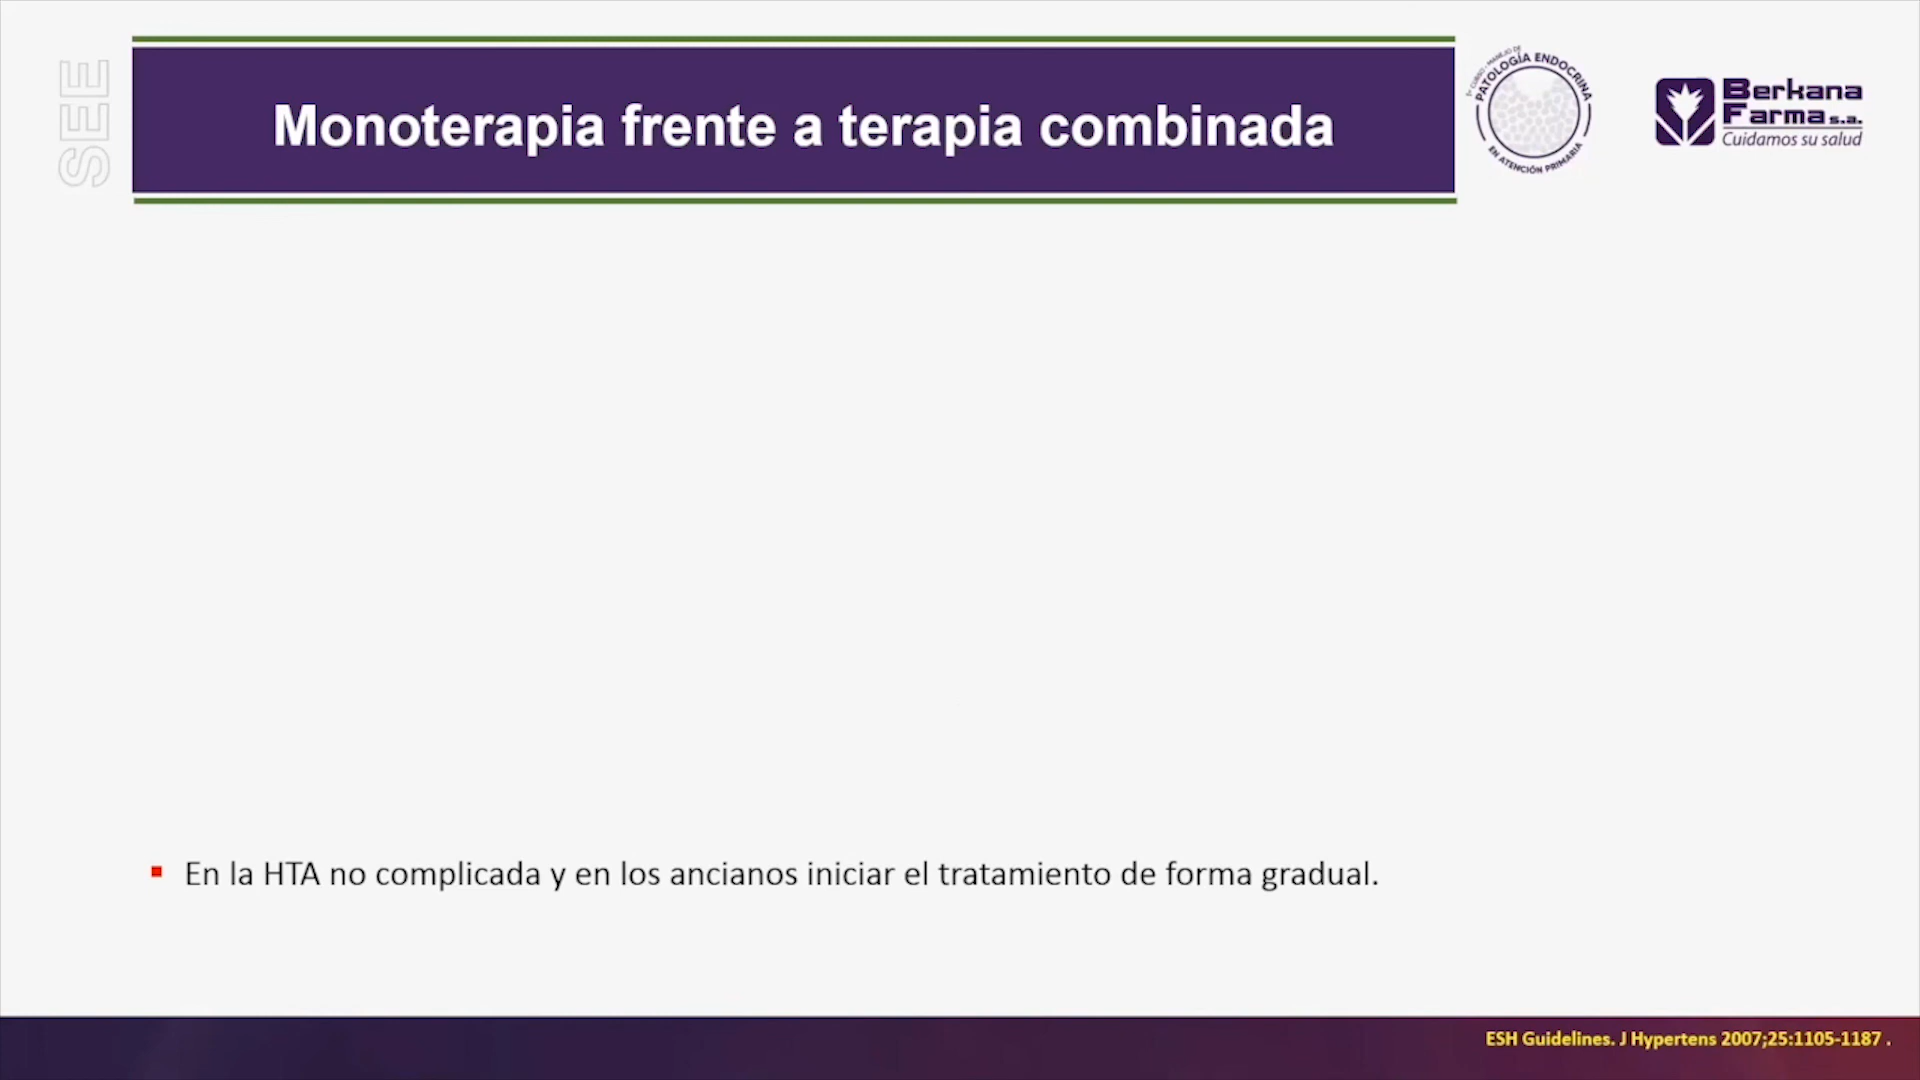 SEE
Monoterapia frente a terapia combinada
PATOLOGÍA ENDOCRINA
EN ATENCIÓN PRIMARIA
Berkana
Farma s.a.
Cuidamos su salud
En la HTA no complicada y en los ancianos iniciar el tratamiento de forma gradual.
ESH Guidelines. J Hypertens 2007;25:1105-1187 .